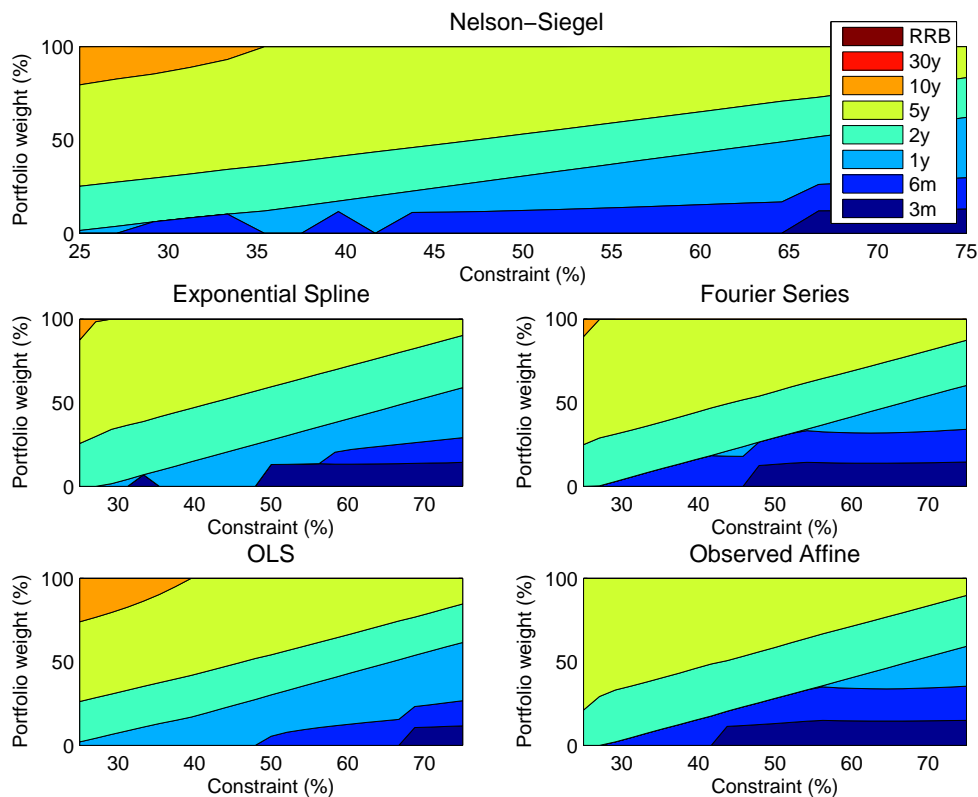 Nelson−Siegel
Portfolio weight (%)
100
50
0
25 30 35 40 45 50 55 60 65 70 75
Constraint (%)
RRB
30y
10y
5y
2y
1y
6m
3m
Exponential Spline
Portfolio weight (%)
100
50
0
30 40 50 60 70
Constraint (%)
Fourier Series
Portfolio weight (%)
100
50
0
30 40 50 60 70
Constraint (%)
OLS
Portfolio weight (%)
100
50
0
30 40 50 60 70
Constraint (%)
Observed Affine
Portfolio weight (%)
100
50
0
30 40 50 60 70
Constraint (%)